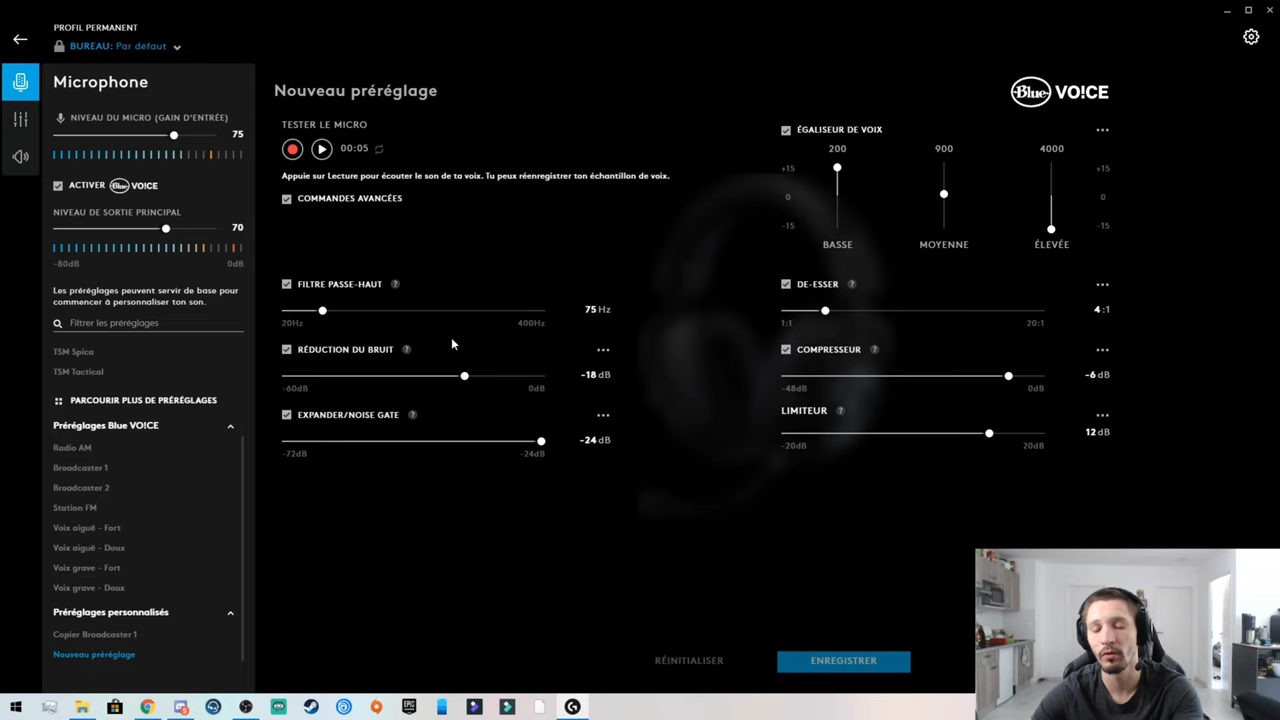 PROFIL PERMANENT
BUREAU: Par défaut
Microphone
NIVEAU DU MICRO (GAIN D'ENTRÉE)
75
ACTIVER Blue VO!CE
NIVEAU DE SORTIE PRINCIPAL
70
-80dB 0dB
Les préréglages peuvent servir de base pour
commencer à personnaliser ton son.
Filtrer les préréglages
TSM Spica
TSM Tactical
PARCOURIR PLUS DE PRÉRÉGLAGES
Préréglages Blue VO!CE
Radio AM
Broadcaster 1
Broadcaster 2
Station FM
Voix aiguë - Fort
Voix aiguë - Doux
Voix grave - Fort
Voix grave - Doux
Préréglages personnalisés
Copier Broadcaster 1
Nouveau préréglage
Nouveau préréglage
Blue VO!CE
TESTER LE MICRO
00:05
Appuie sur Lecture pour écouter le son de ta voix. Tu peux réenregistrer ton échantillon de voix.
COMMANDES AVANCÉES
FILTRE PASSE-HAUT ?
75 Hz
20Hz 400Hz
RÉDUCTION DU BRUIT ? ...
-18 dB
-60dB 0dB
EXPANDER/NOISE GATE ? ...
-24 dB
-72dB -24dB
ÉGALISEUR DE VOIX ...
200 900 4000
+15 +15
0 0
-15 -15
BASSE MOYENNE ÉLEVÉE
DE-ESSER ? ...
4:1
1:1 20:1
COMPRESSEUR ? ...
-6 dB
-48dB 0dB
LIMITEUR ? ...
12 dB
-20dB 20dB
RÉINITIALISER
ENREGISTRER
EPIC
GAMES